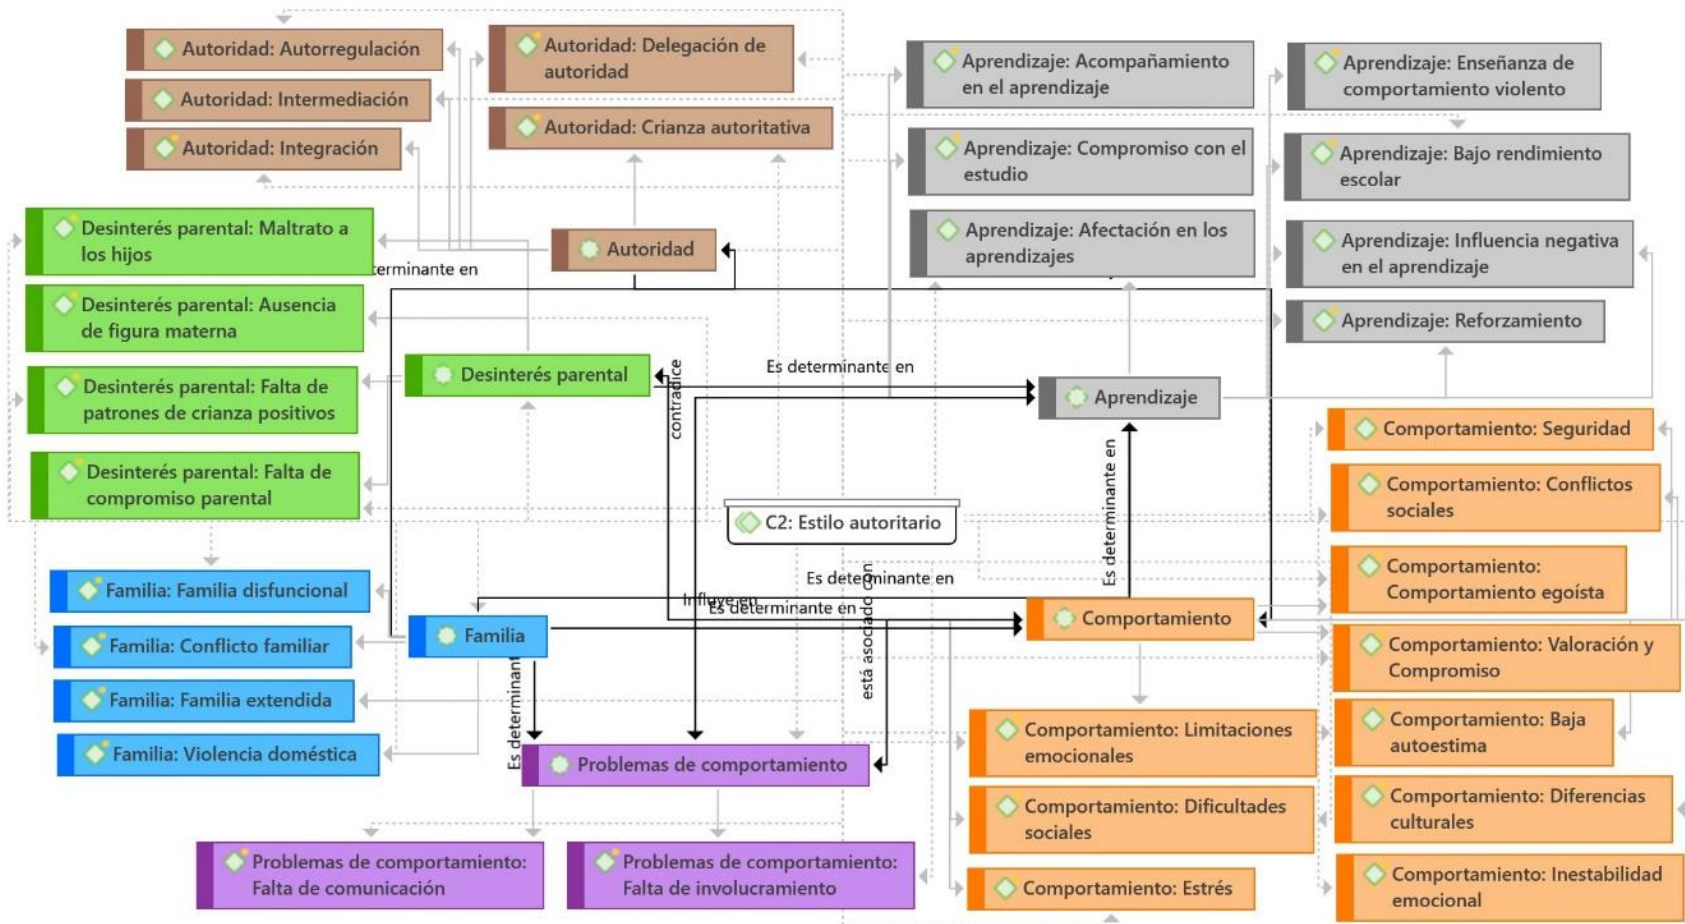 Autoridad: Autorregulación
Autoridad: Delegación de
autoridad
Autoridad: Intermediación
Autoridad: Crianza autoritativa
Autoridad: Integración
Aprendizaje: Acompañamiento
en el aprendizaje
Aprendizaje: Enseñanza de
comportamiento violento
Aprendizaje: Compromiso con el
estudio
Aprendizaje: Bajo rendimiento
escolar
Aprendizaje: Afectación en los
aprendizajes
Aprendizaje: Influencia negativa
en el aprendizaje
Aprendizaje: Reforzamiento
Desinterés parental: Maltrato a
los hijos
Autoridad
terminante en
Desinterés parental: Ausencia
de figura materna
Desinterés parental
contradice
Es determinante en
Aprendizaje
Desinterés parental: Falta de
patrones de crianza positivos
Desinterés parental: Falta de
compromiso parental
C2: Estilo autoritario
Es determinante en
Comportamiento: Seguridad
Comportamiento: Conflictos
sociales
Comportamiento:
Comportamiento egoísta
Comportamiento: Valoración y
Compromiso
Comportamiento: Baja
autoestima
Comportamiento: Diferencias
culturales
Comportamiento: Inestabilidad
emocional
Familia: Familia disfuncional
Familia: Conflicto familiar
Familia: Familia extendida
Familia: Violencia doméstica
Familia
Es determinante en
Influye en
Es determinante en
está asociado con
Es determinant
Comportamiento
Problemas de comportamiento
Comportamiento: Limitaciones
emocionales
Comportamiento: Dificultades
sociales
Comportamiento: Estrés
Problemas de comportamiento:
Falta de comunicación
Problemas de comportamiento:
Falta de involucramiento